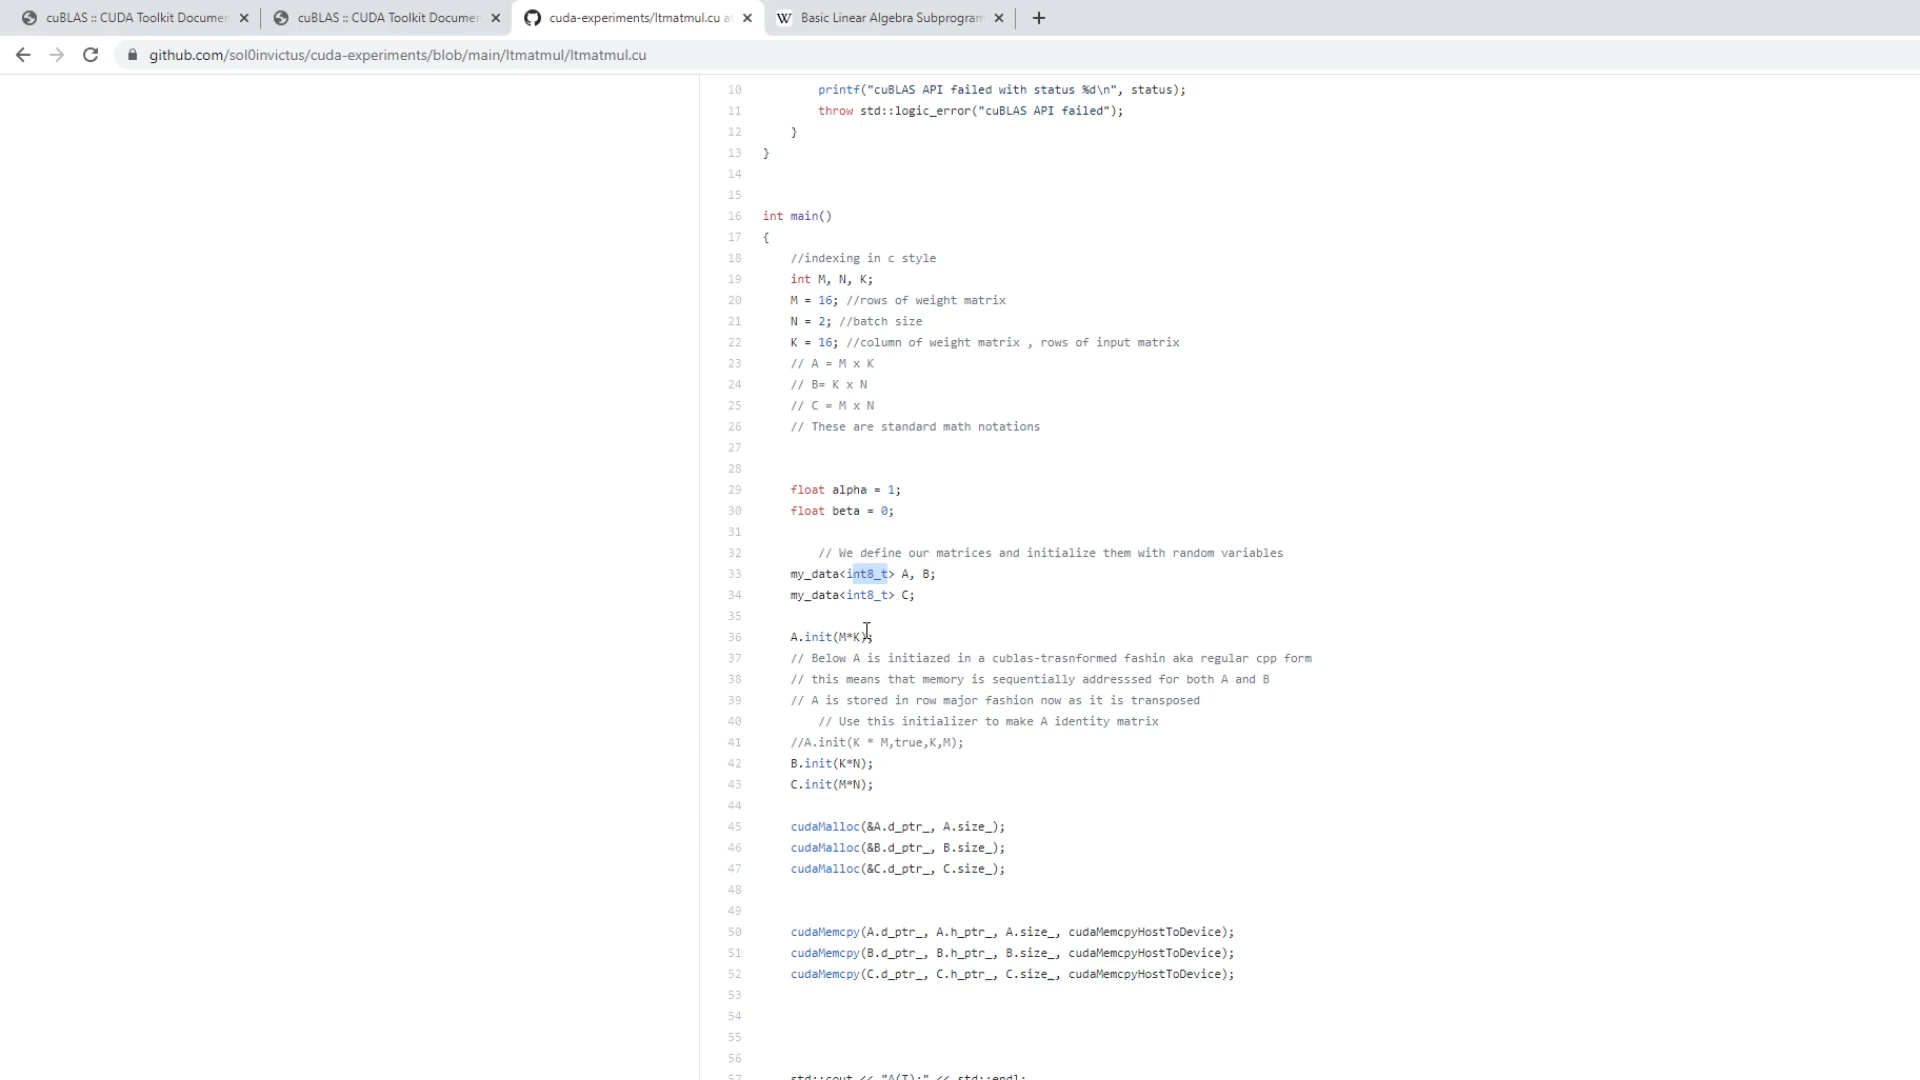 cuBLAS :: CUDA Toolkit Documen
cuBLAS :: CUDA Toolkit Documen
cuda-experiments/ltmatmul.cu at
W Basic Linear Algebra Subprogram
github.com/sol0invictus/cuda-experiments/blob/main/ltmatmul/ltmatmul.cu
10 printf("cuBLAS API failed with status %d\n", status);
11 throw std::logic_error("cuBLAS API failed");
12 }
13 }
14
15
16 int main()
17 {
18 //indexing in c style
19 int M, N, K;
20 M = 16; //rows of weight matrix
21 N = 2; //batch size
22 K = 16; //column of weight matrix , rows of input matrix
23 // A = M x K
24 // B= K x N
25 // C = M x N
26 // These are standard math notations
27
28
29 float alpha = 1;
30 float beta = 0;
31
32 // We define our matrices and initialize them with random variables
33 my_data<int8_t> A, B;
34 my_data<int8_t> C;
35
36 A.init(M*K);
37 // Below A is initiazed in a cublas-trasnformed fashin aka regular cpp form
38 // this means that memory is sequentially addresssed for both A and B
39 // A is stored in row major fashion now as it is transposed
40 // Use this initializer to make A identity matrix
41 //A.init(K * M,true,K,M);
42 B.init(K*N);
43 C.init(M*N);
44
45 cudaMalloc(&A.d_ptr_, A.size_);
46 cudaMalloc(&B.d_ptr_, B.size_);
47 cudaMalloc(&C.d_ptr_, C.size_);
48
49
50 cudaMemcpy(A.d_ptr_, A.h_ptr_, A.size_, cudaMemcpyHostToDevice);
51 cudaMemcpy(B.d_ptr_, B.h_ptr_, B.size_, cudaMemcpyHostToDevice);
52 cudaMemcpy(C.d_ptr_, C.h_ptr_, C.size_, cudaMemcpyHostToDevice);
53
54
55
56
57 std::cout << "A(T):" << std::endl;